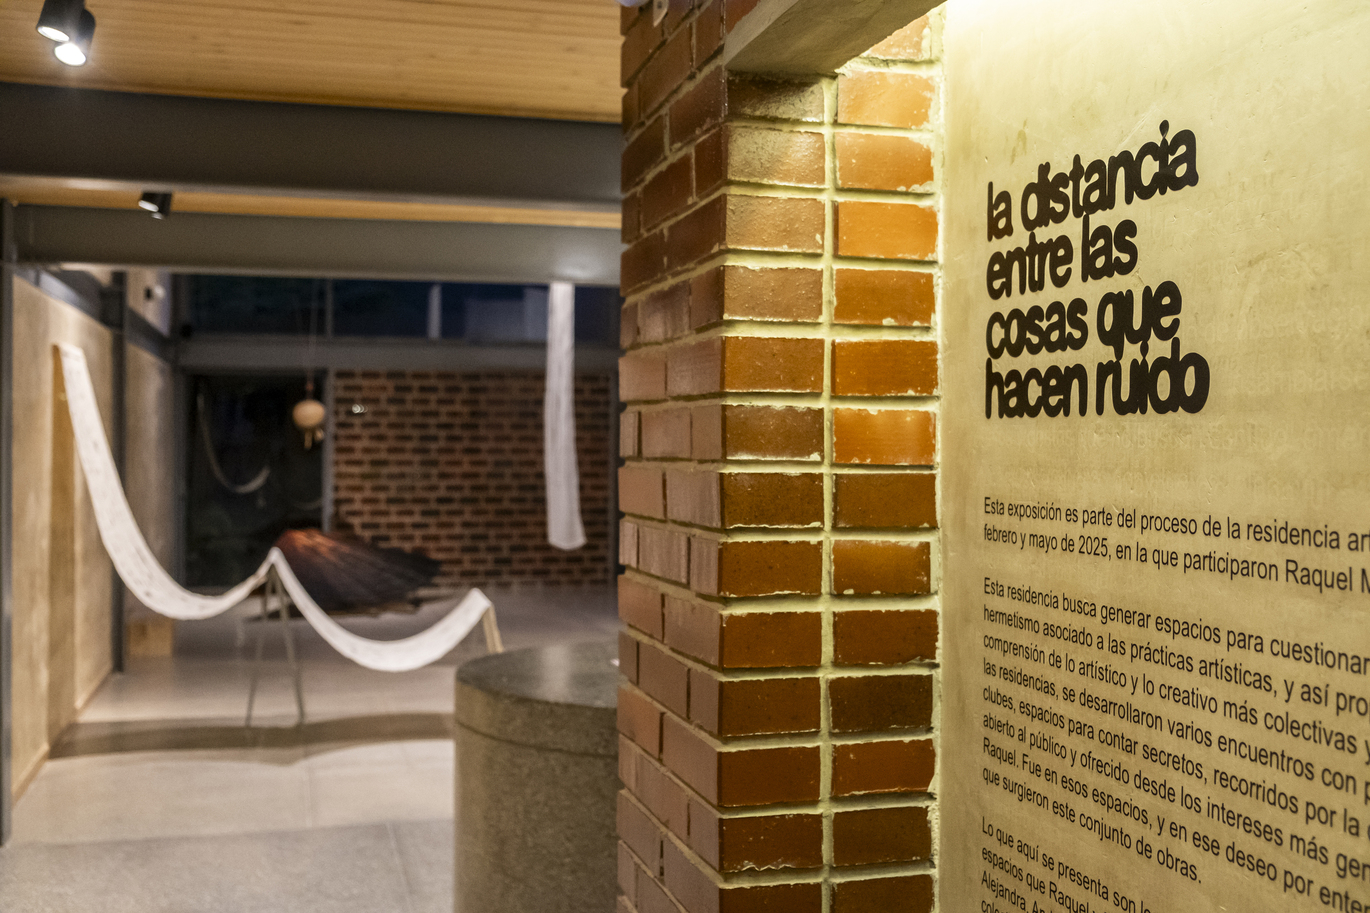 la distancia
entre las
cosas que
hacen ruido
Esta exposición es parte del proceso de la residencia
febrero y mayo de 2025, en la que participaron Raquel
Esta residencia busca generar espacios para cuestionar
hermetismo asociado a las prácticas artísticas, y así
comprensión de lo artístico y lo creativo más colectivas y
las residencias, se desarrollaron varios encuentros con
clubes, espacios para contar secretos, recorridos por la
abierto al público y ofrecido desde los intereses más
Raquel. Fue en esos espacios, y en ese deseo por
que surgieron este conjunto de obras.
Lo que aquí se presenta son
espacios que Raquel
Alejandra,